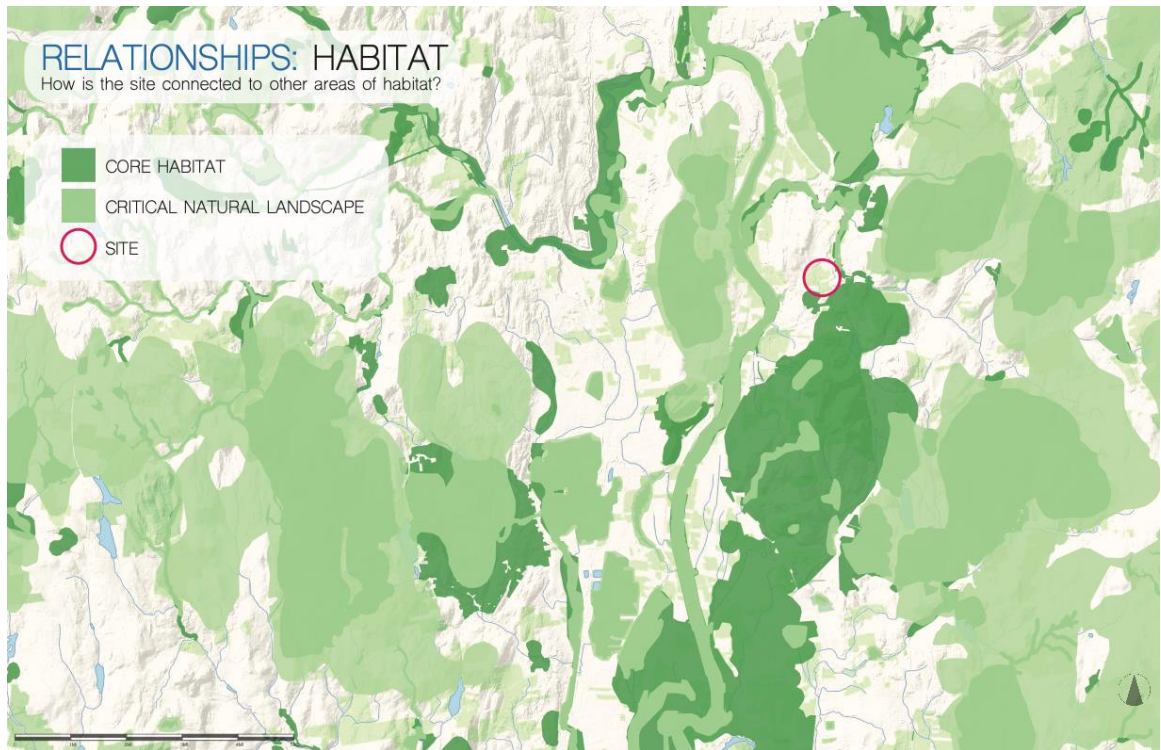 RELATIONSHIPS: HABITAT
How is the site connected to other areas of habitat?
CORE HABITAT
CRITICAL NATURAL LANDSCAPE
SITE